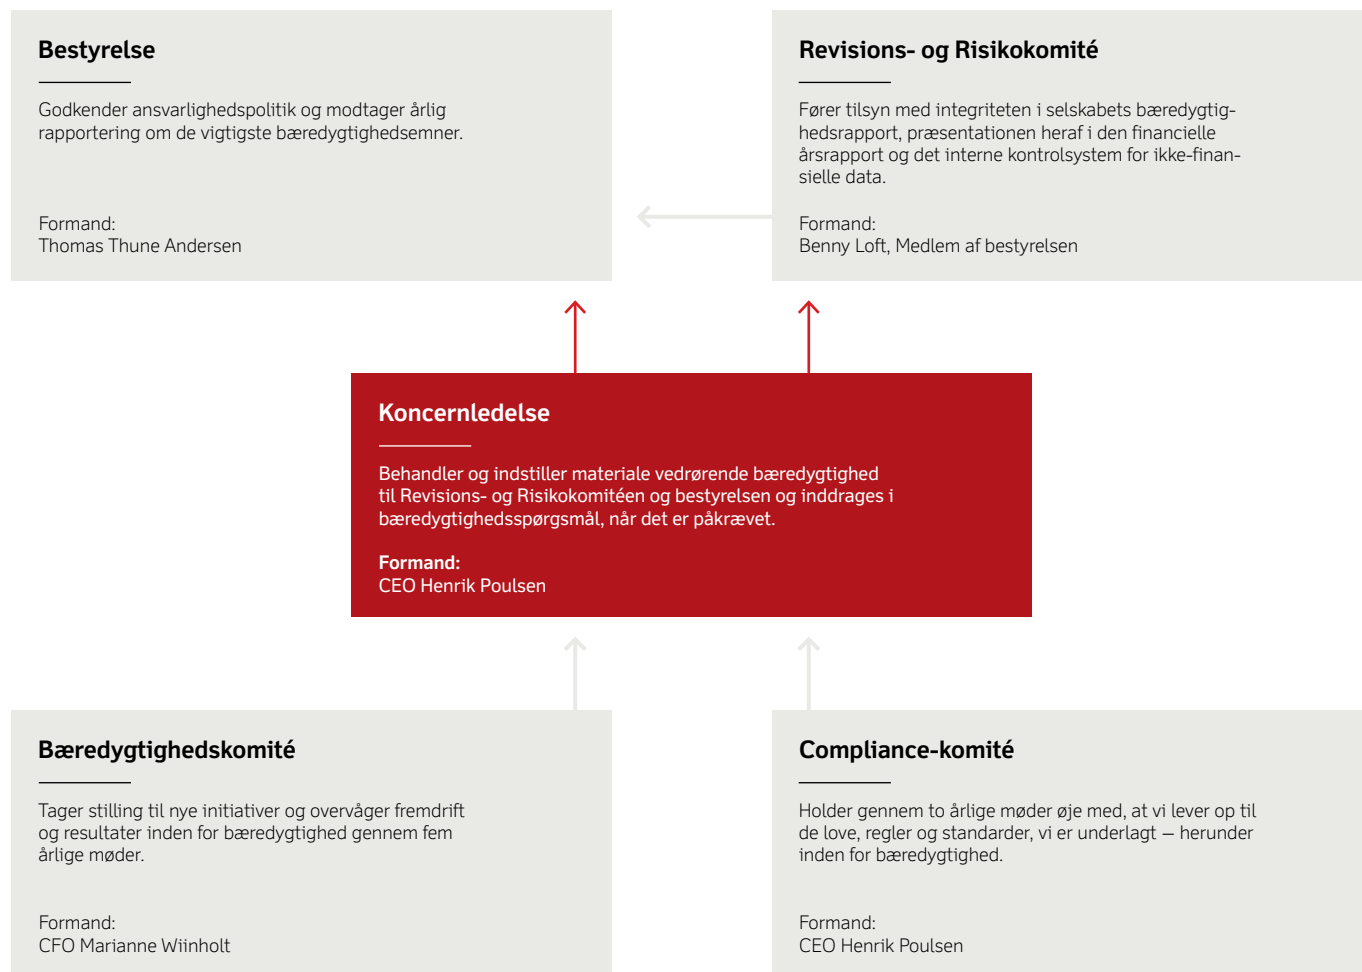 Bestyrelse
Godkender ansvarlighedspolitik og modtager årlig
rapportering om de vigtigste bæredygtighedsemner.
Formand:
Thomas Thune Andersen
Revisions- og Risikokomité
Fører tilsyn med integriteten i selskabets bæredygtig-
hedsrapport, præsentationen heraf i den financielle
årsrapport og det interne kontrolsystem for ikke-finan-
sielle data.
Formand:
Benny Loft, Medlem af bestyrelsen
Koncernledelse
Behandler og indstiller materiale vedrørende bæredygtighed
til Revisions- og Risikokomitéen og bestyrelsen og inddrages i
bæredygtighedsspørgsmål, når det er påkrævet.
Formand:
CEO Henrik Poulsen
Bæredygtighedskomité
Tager stilling til nye initiativer og overvåger fremdrift
og resultater inden for bæredygtighed gennem fem
årlige møder.
Formand:
CFO Marianne Wiinholt
Compliance-komité
Holder gennem to årlige møder øje med, at vi lever op til
de love, regler og standarder, vi er underlagt – herunder
inden for bæredygtighed.
Formand:
CEO Henrik Poulsen